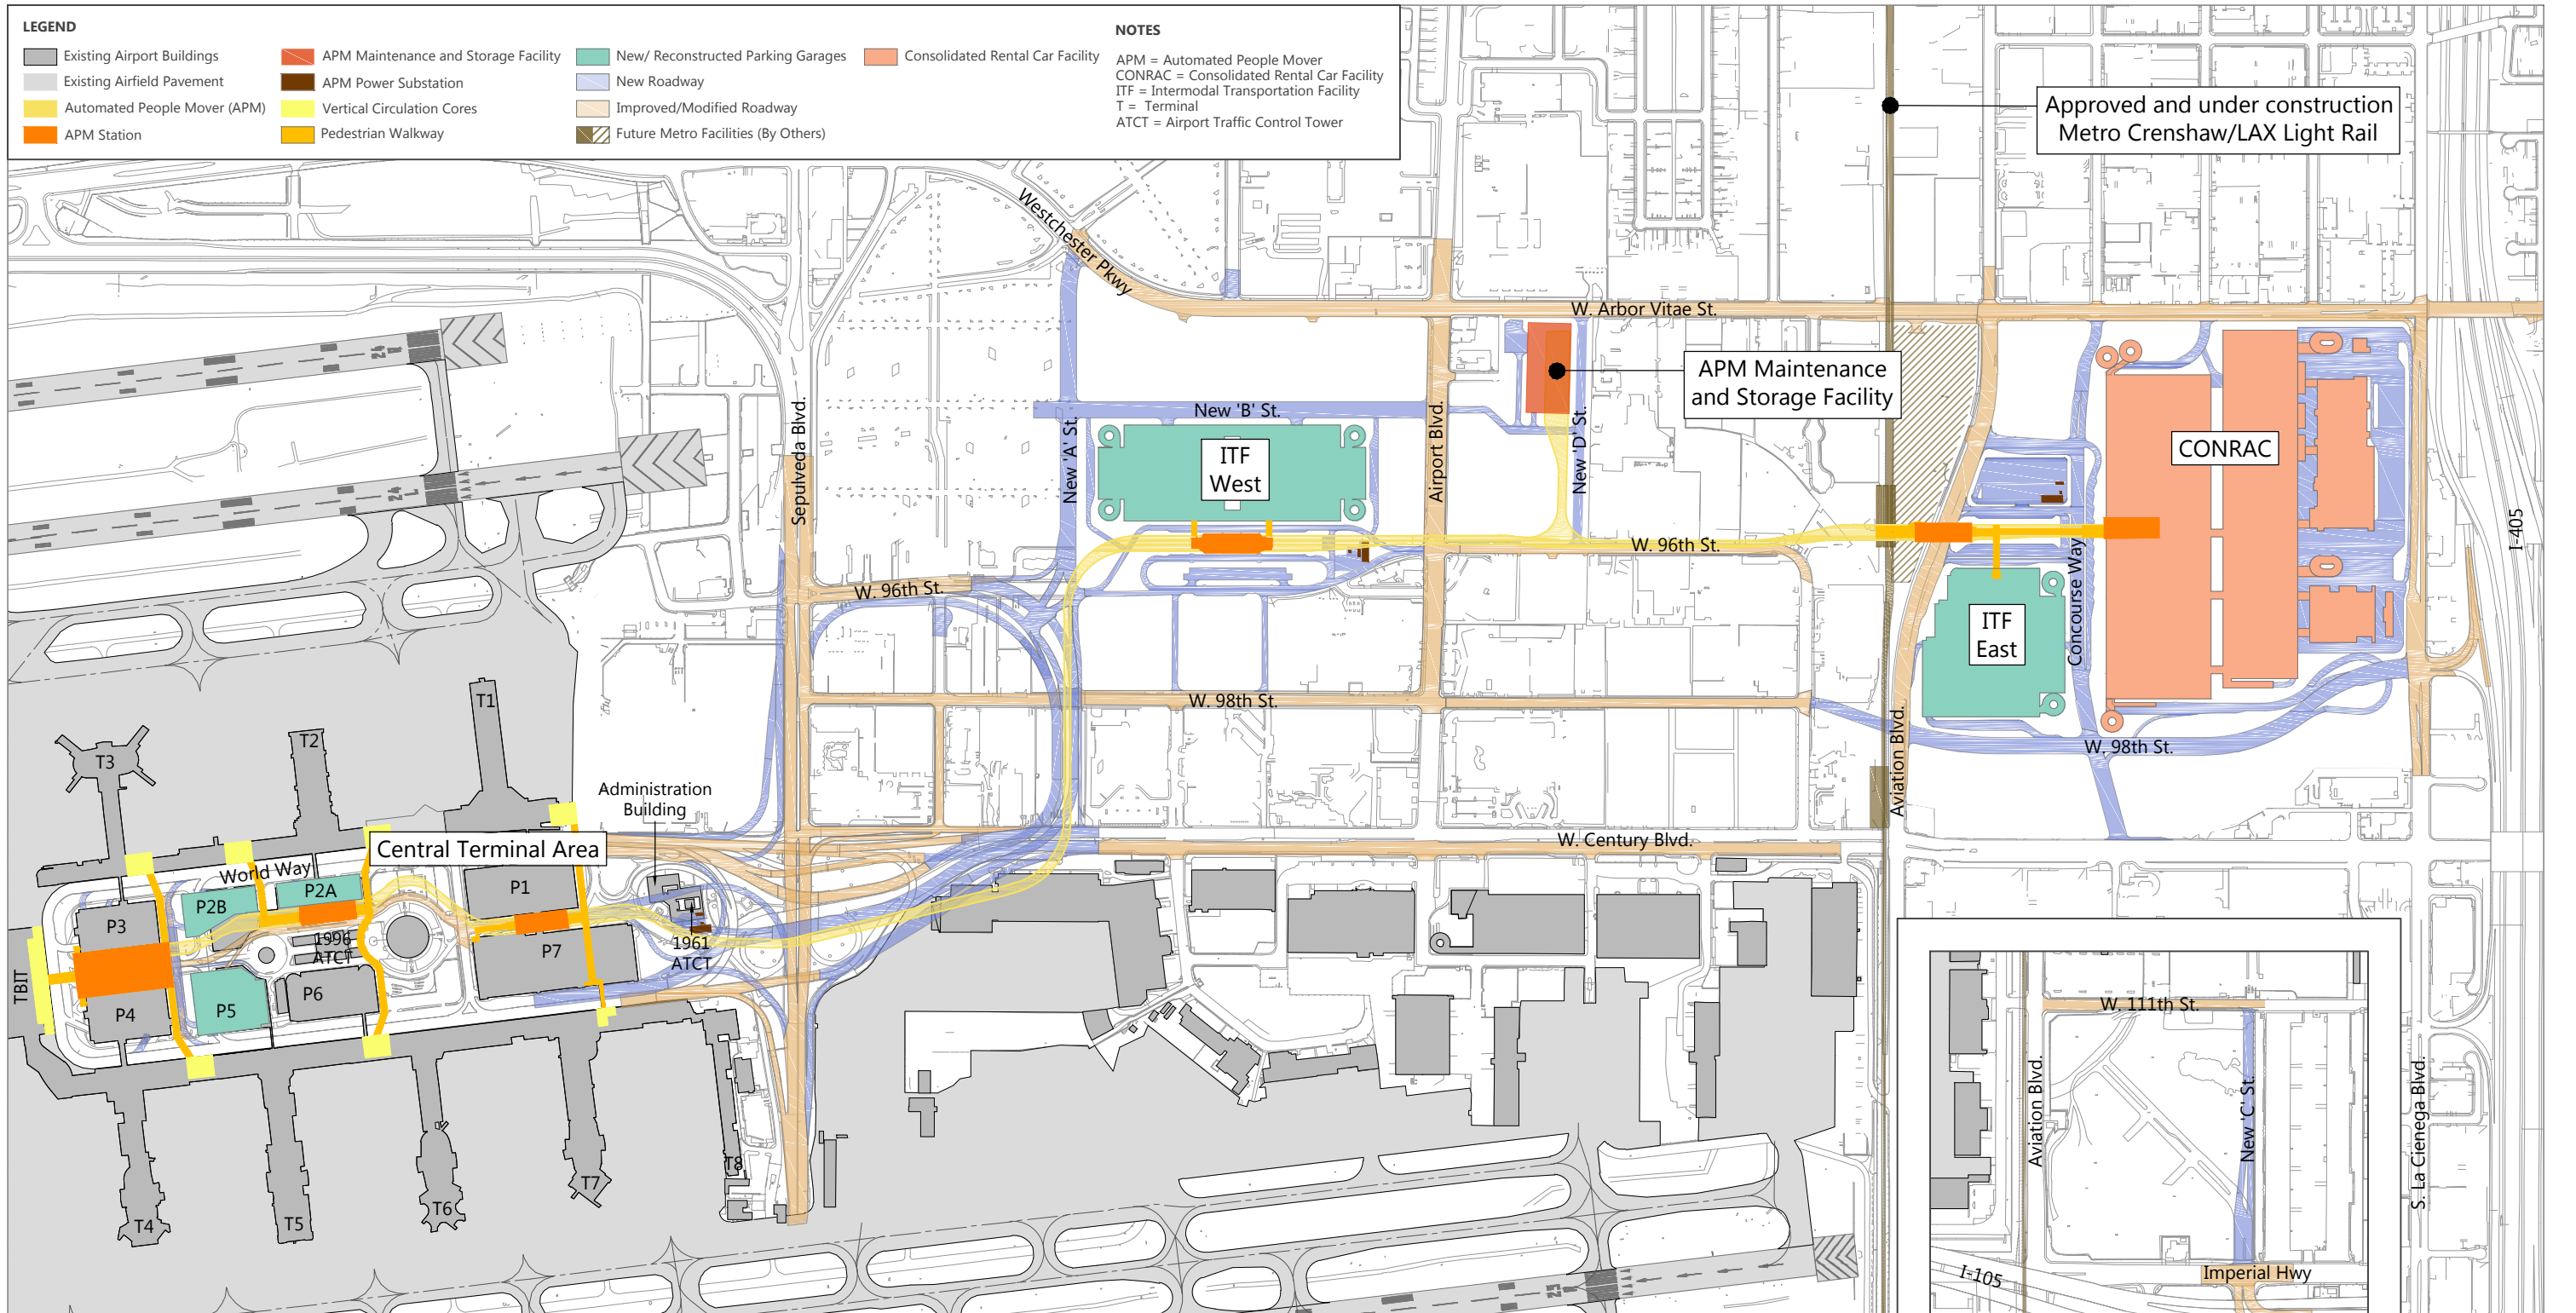 LEGEND
Existing Airport Buildings
Existing Airfield Pavement
Automated People Mover (APM)
APM Station
APM Maintenance and Storage Facility
APM Power Substation
Vertical Circulation Cores
Pedestrian Walkway
New/ Reconstructed Parking Garages
New Roadway
Improved/Modified Roadway
Future Metro Facilities (By Others)
Consolidated Rental Car Facility
NOTES
APM = Automated People Mover
CONRAC = Consolidated Rental Car Facility
ITF = Intermodal Transportation Facility
T = Terminal
ATCT = Airport Traffic Control Tower
Approved and under construction
Metro Crenshaw/LAX Light Rail
Westchester Pkwy
W. Arbor Vitae St.
APM Maintenance
and Storage Facility
New 'B' St.
New 'A' St.
Airport Blvd.
New 'D' St.
Sepulveda Blvd.
ITF
West
CONRAC
I-405
W. 96th St.
W. 96th St.
ITF
East
Concourse Way
W. 98th St.
W. 98th St.
Aviation Blvd.
W. Century Blvd.
24
R
24
L
T1
T2
T3
Administration
Building
Central Terminal Area
World Way
P1
P2A
P2B
P3
P7
1996
ATCT
1961
ATCT
TBIT
P4
P5
P6
T4
T5
T6
T7
T8
25
W. 111th St.
Aviation Blvd.
New 'C' St.
S. La Cienega Blvd.
I-105
Imperial Hwy